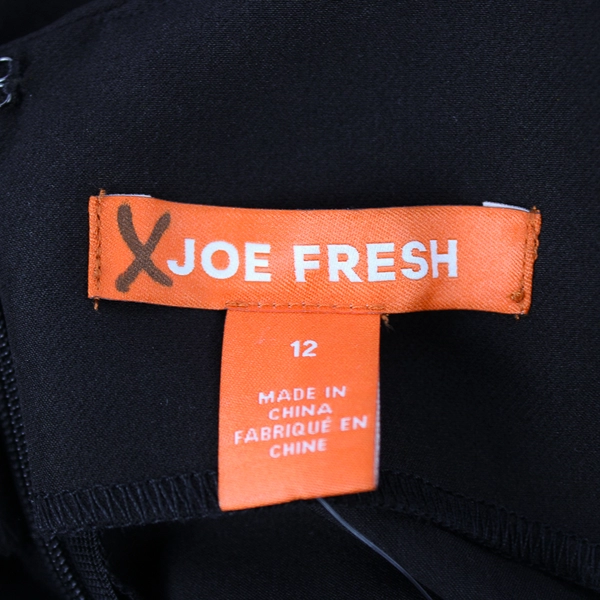 X JOE FRESH
12
MADE IN
CHINA
FABRIQUÉ EN
CHINE